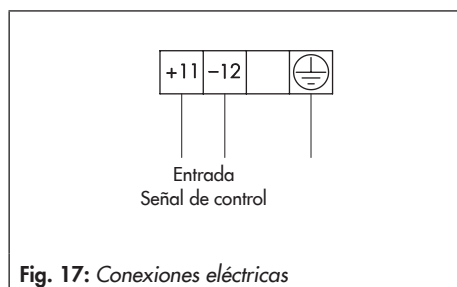 +11 −12
Entrada
Señal de control
Fig. 17: Conexiones eléctricas